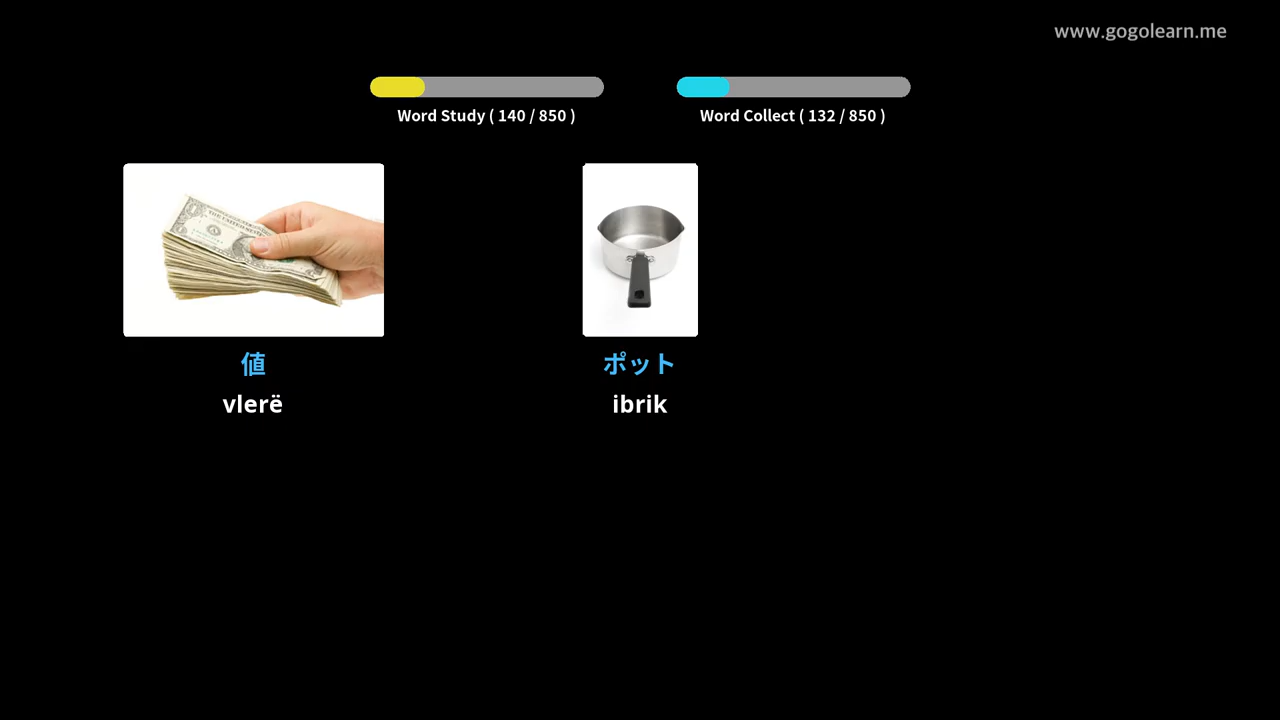 www.gogolearn.me
Word Study ( 140 / 850 )
Word Collect ( 132 / 850 )
値
vlerë
ポット
ibrik